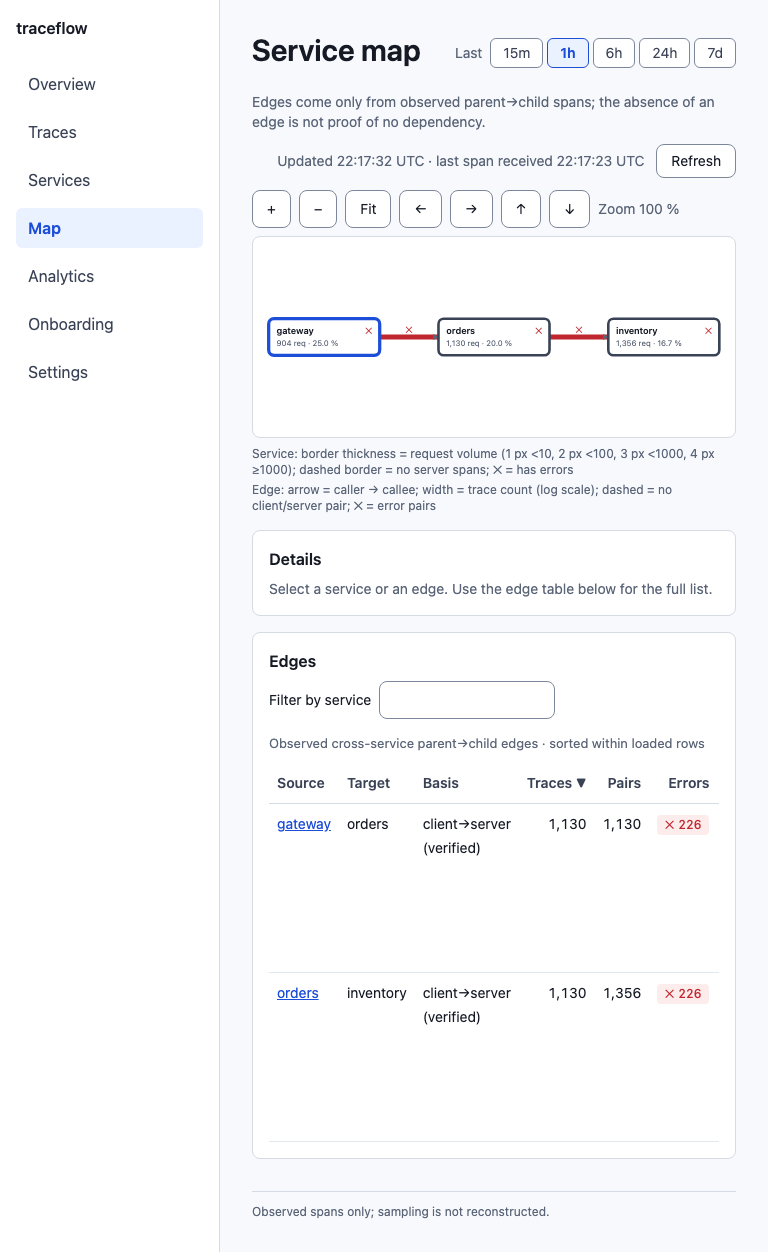 traceflow
Overview
Traces
Services
Map
Analytics
Onboarding
Settings
Service map
Last 15m 1h 6h 24h 7d
Edges come only from observed parent→child spans; the absence of an
edge is not proof of no dependency.
Updated 22:17:32 UTC · last span received 22:17:23 UTC Refresh
+ − Fit ← → ↑ ↓ Zoom 100 %
gateway ✕ ✕ orders ✕ ✕ inventory ✕
904 req · 25.0 % 1,130 req · 20.0 % 1,356 req · 16.7 %
Service: border thickness = request volume (1 px <10, 2 px <100, 3 px <1000, 4 px
≥1000); dashed border = no server spans; ✕ = has errors
Edge: arrow = caller → callee; width = trace count (log scale); dashed = no
client/server pair; ✕ = error pairs
Details
Select a service or an edge. Use the edge table below for the full list.
Edges
Filter by service
Observed cross-service parent→child edges · sorted within loaded rows
Source Target Basis Traces ▼ Pairs Errors
gateway orders client→server 1,130 1,130 ✕ 226
(verified)
orders inventory client→server 1,130 1,356 ✕ 226
(verified)
Observed spans only; sampling is not reconstructed.